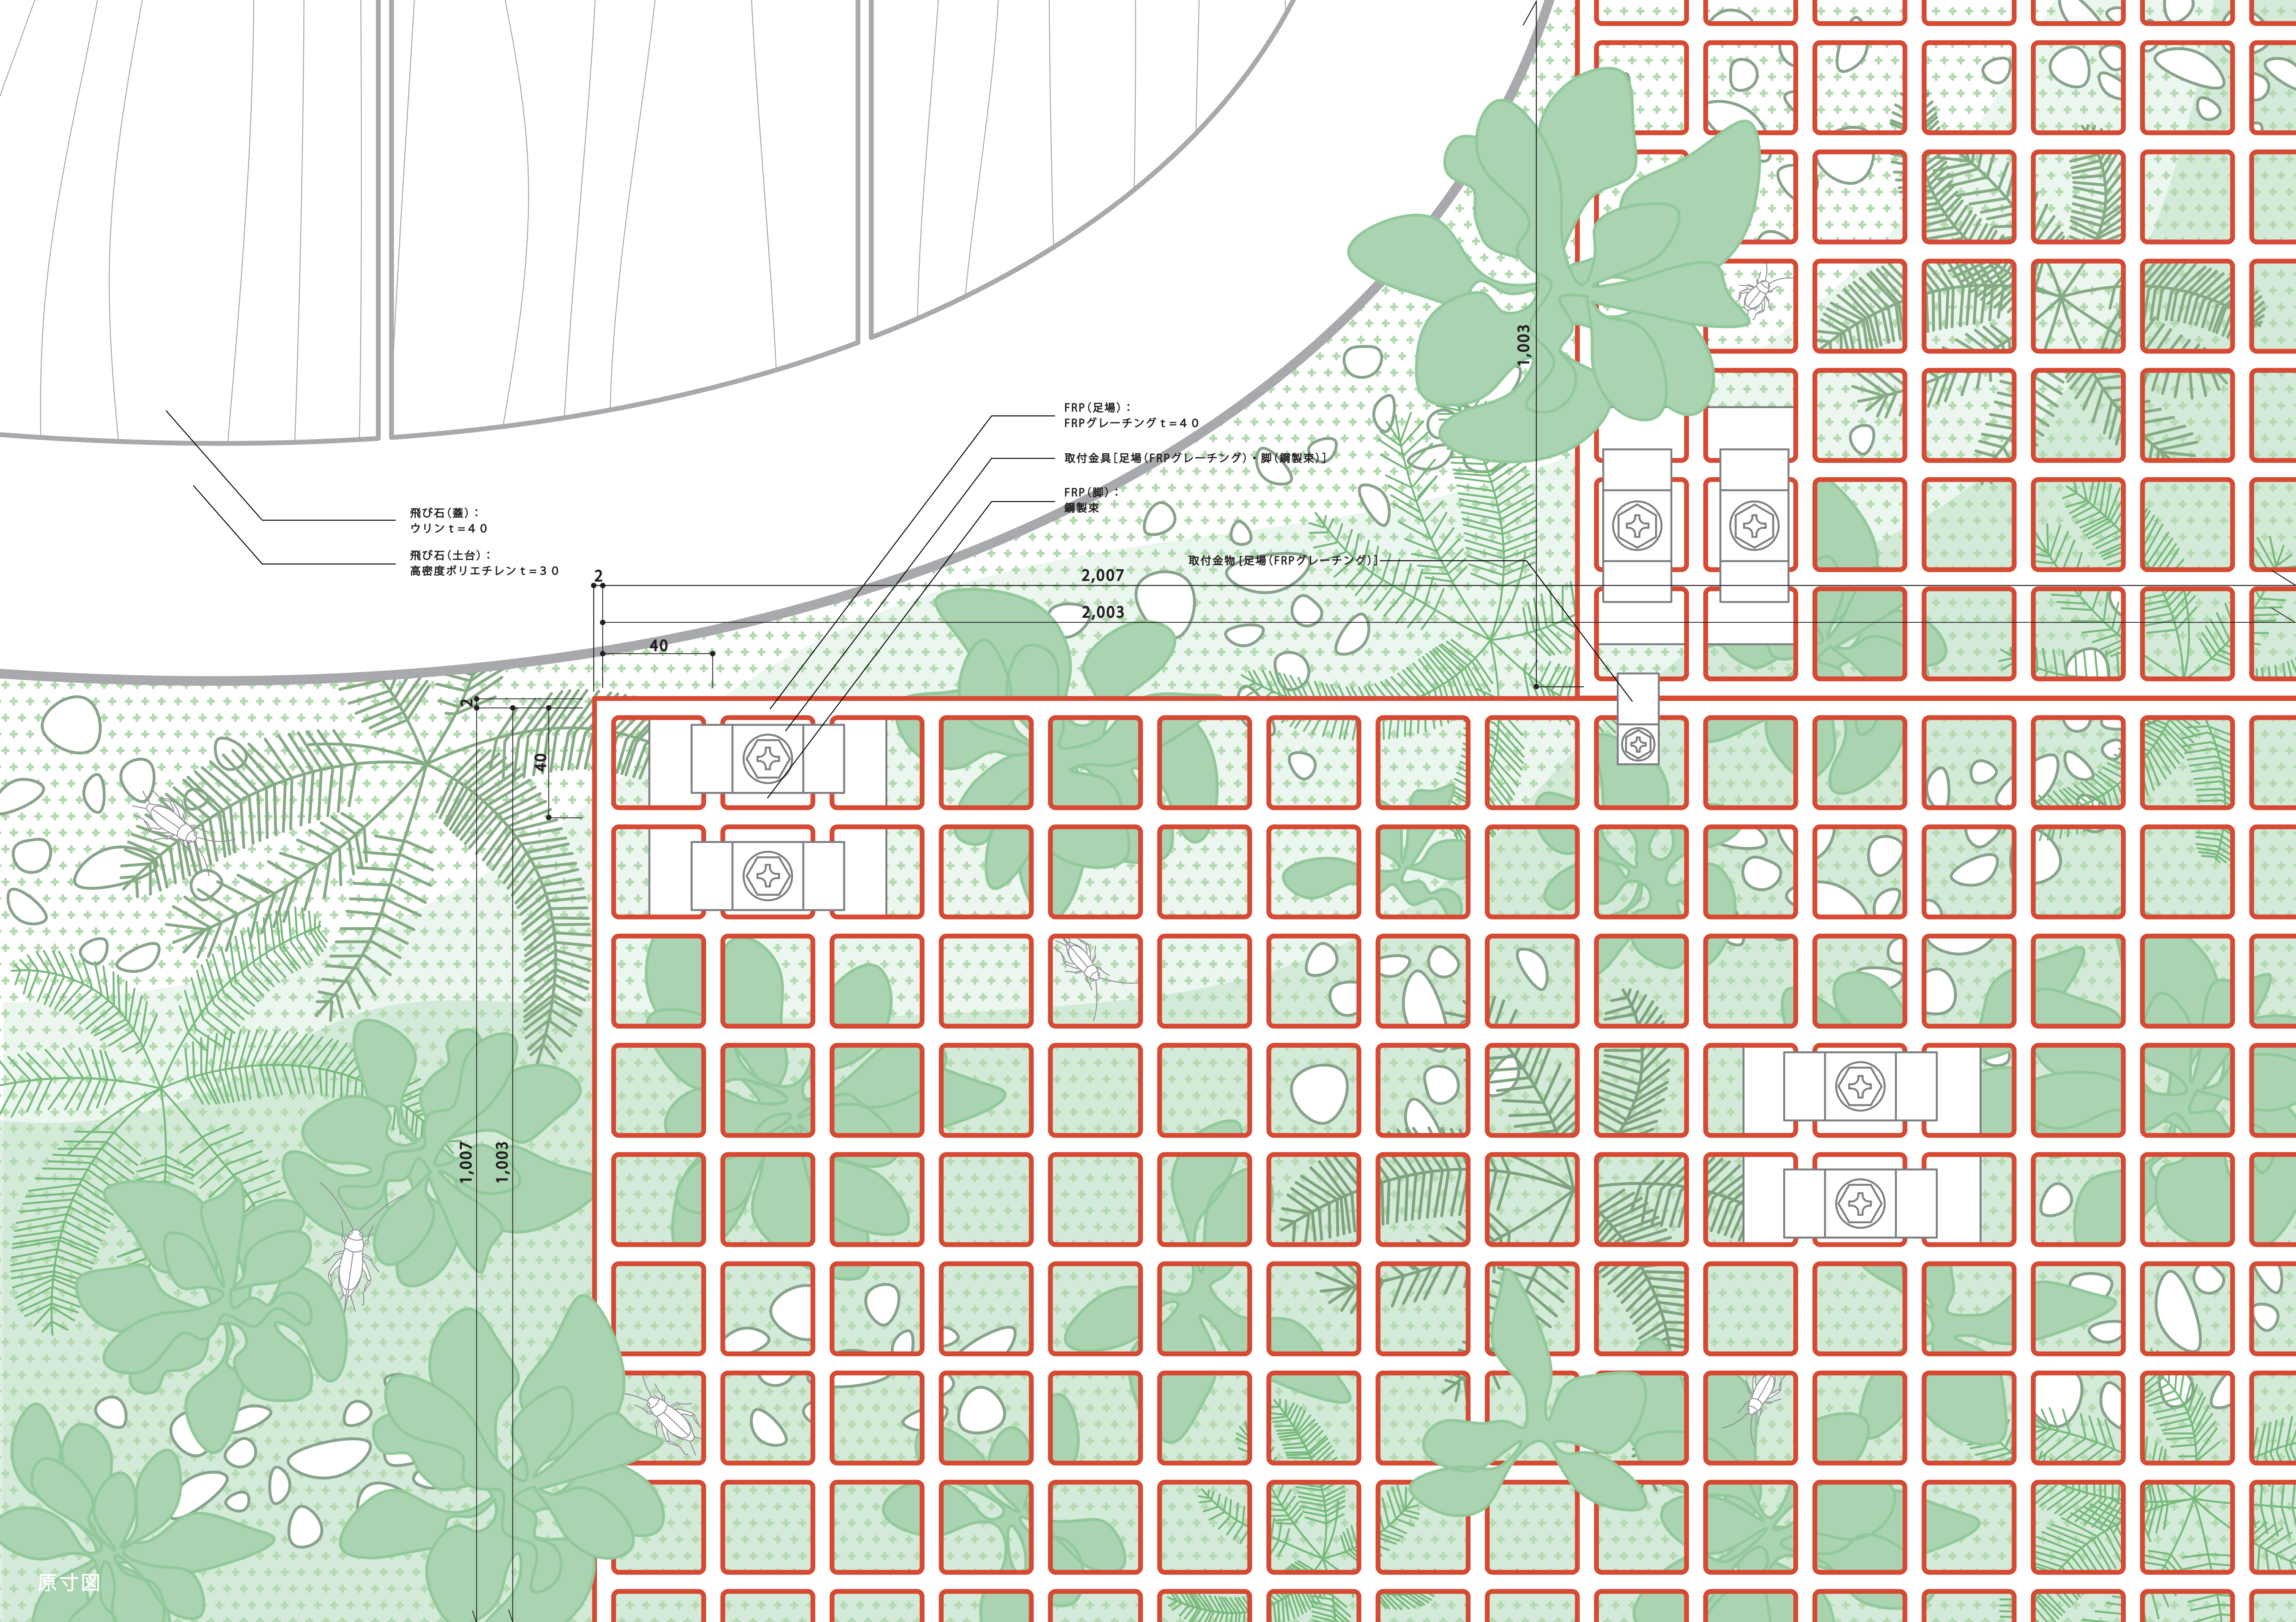 1,003
FRP（足場）：
FRPグレーチングｔ＝４０
取付金具［足場（FRPグレーチング）・脚（鋼製束）］
FRP（脚）：
鋼製束
飛び石（蓋）：
ウリンｔ＝４０
飛び石（土台）：
高密度ポリエチレンｔ＝３０
取付金物［足場（FRPグレーチング）］
2
2,007
2,003
40
2
40
1,007
1,003
原寸図